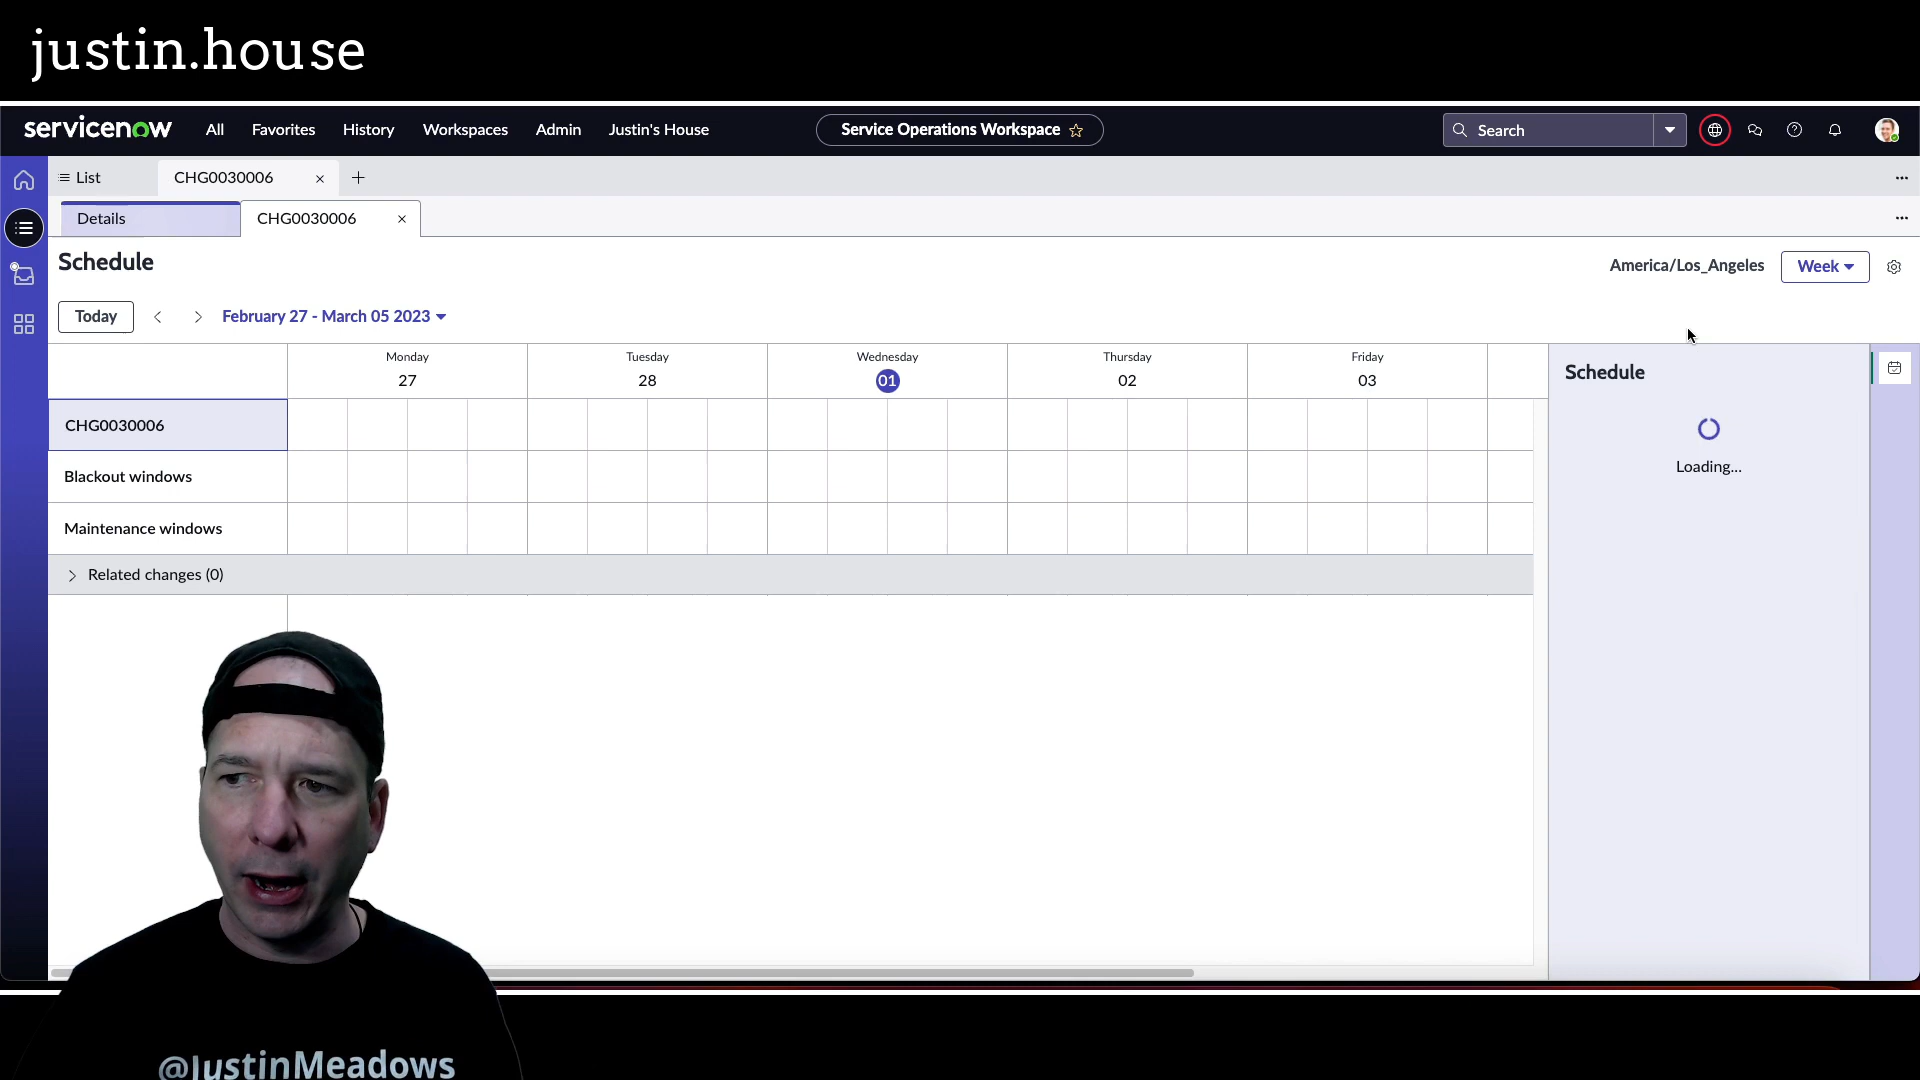 justin.house
servicenow All Favorites History Workspaces Admin Justin's House Service Operations Workspace Search
List CHG0030006
Details CHG0030006
Schedule America/Los_Angeles Week
Today February 27 - March 05 2023
Monday Tuesday Wednesday Thursday Friday
27 28 01 02 03
Schedule
CHG0030006
Loading...
Blackout windows
Maintenance windows
Related changes (0)
@JustinMeadows